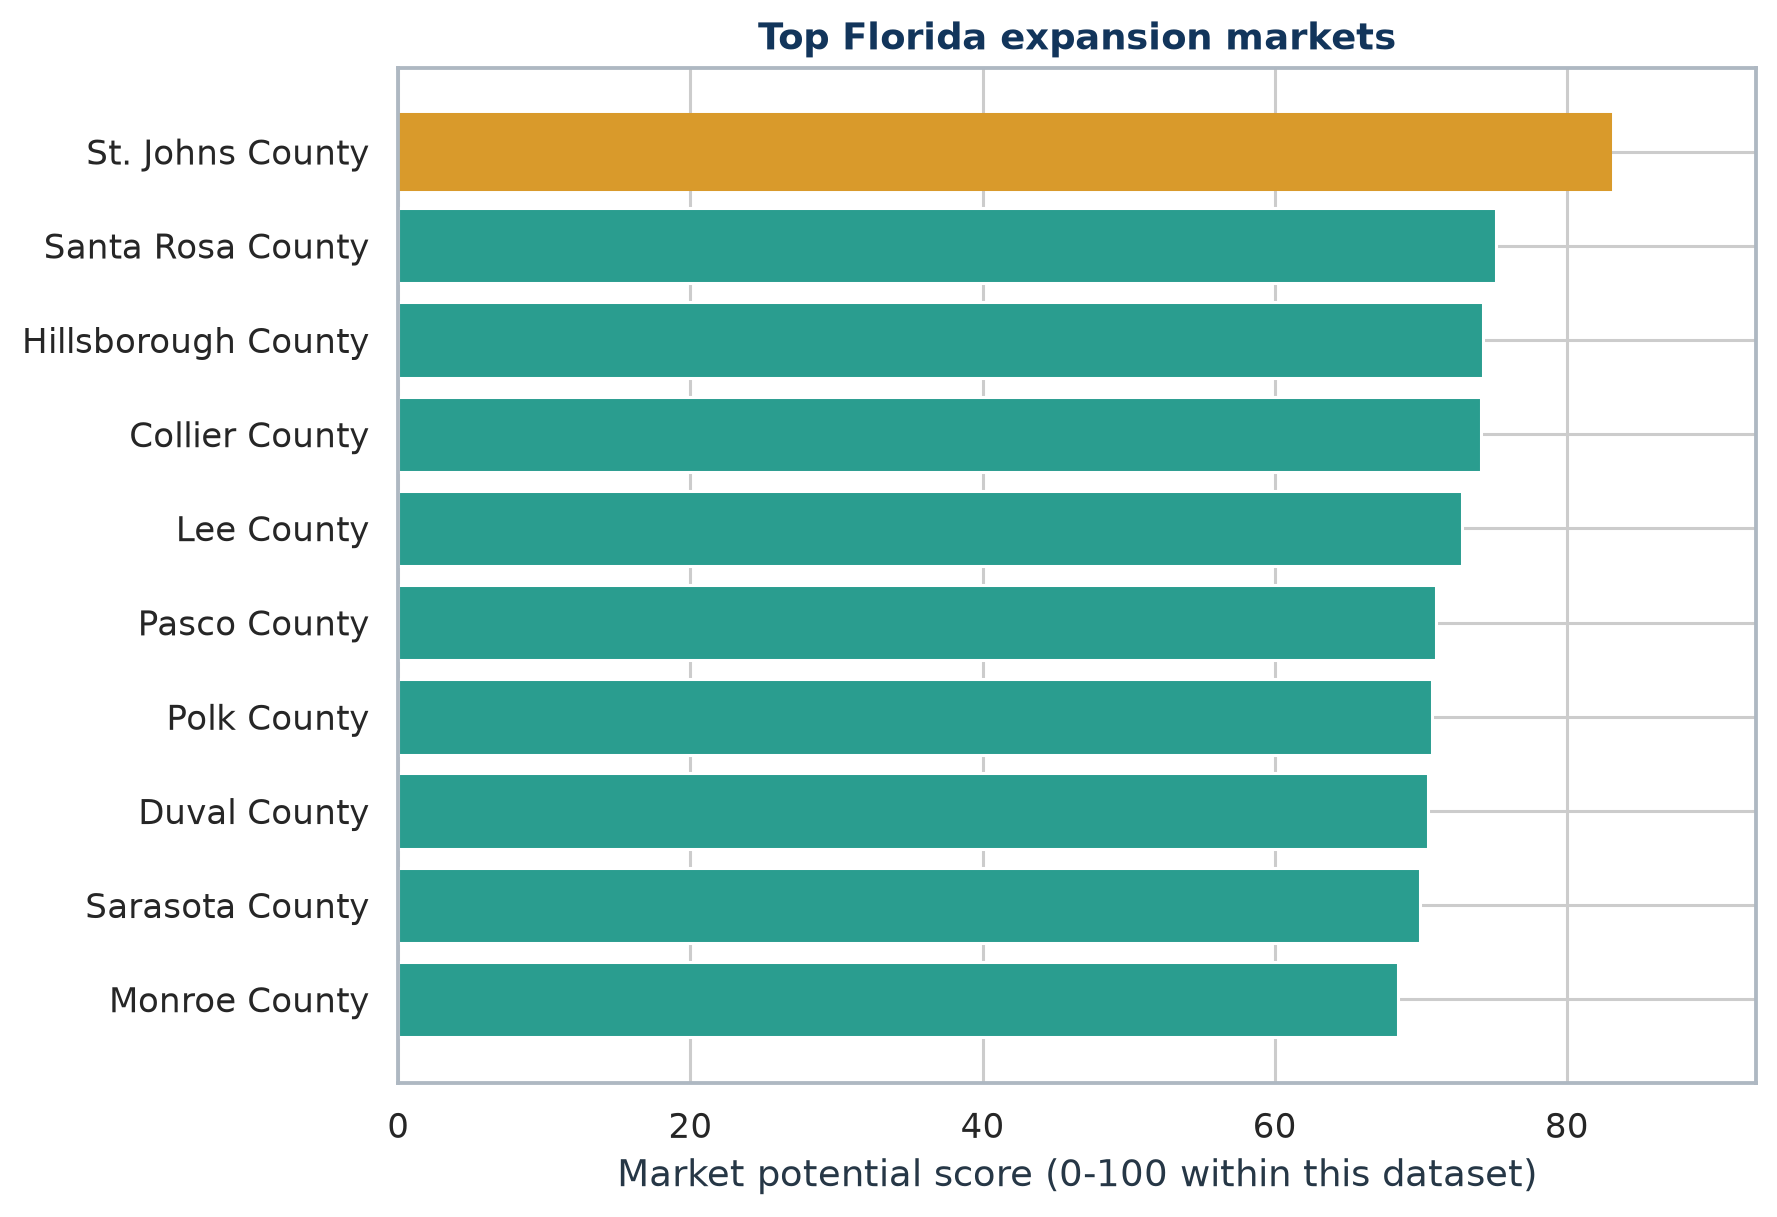 Top Florida expansion markets
St. Johns County
Santa Rosa County
Hillsborough County
Collier County
Lee County
Pasco County
Polk County
Duval County
Sarasota County
Monroe County
0 20 40 60 80
Market potential score (0-100 within this dataset)